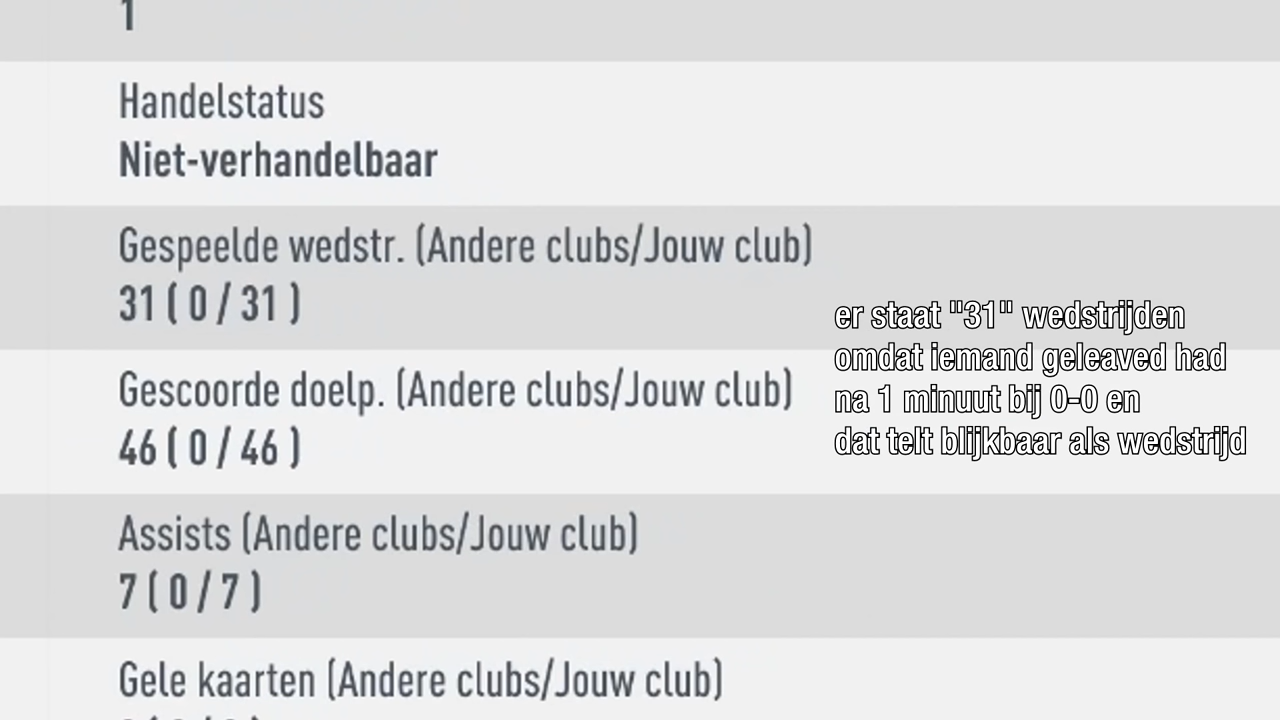 1
Handelstatus
Niet-verhandelbaar
Gespeelde wedstr. (Andere clubs/Jouw club)
31 ( 0 / 31 )
er staat "31" wedstrijden
omdat iemand geleaved had
na 1 minuut bij 0-0 en
dat telt blijkbaar als wedstrijd
Gescoorde doelp. (Andere clubs/Jouw club)
46 ( 0 / 46 )
Assists (Andere clubs/Jouw club)
7 ( 0 / 7 )
Gele kaarten (Andere clubs/Jouw club)